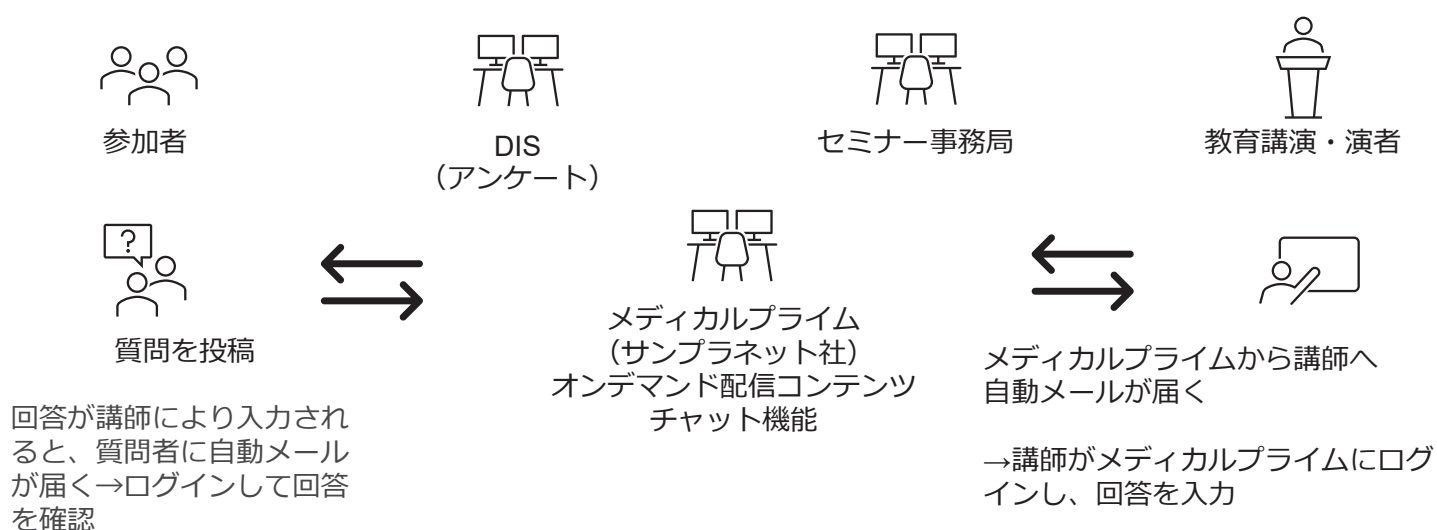 参加者
DIS
（アンケート）
セミナー事務局
教育講演・演者
?
質問を投稿
回答が講師により入力され
ると、質問者に自動メール
が届く→ログインして回答
を確認
メディカルプライム
（サンプラネット社）
オンデマンド配信コンテンツ
チャット機能
メディカルプライムから講師へ
自動メールが届く
→講師がメディカルプライムにログ
インし、回答を入力